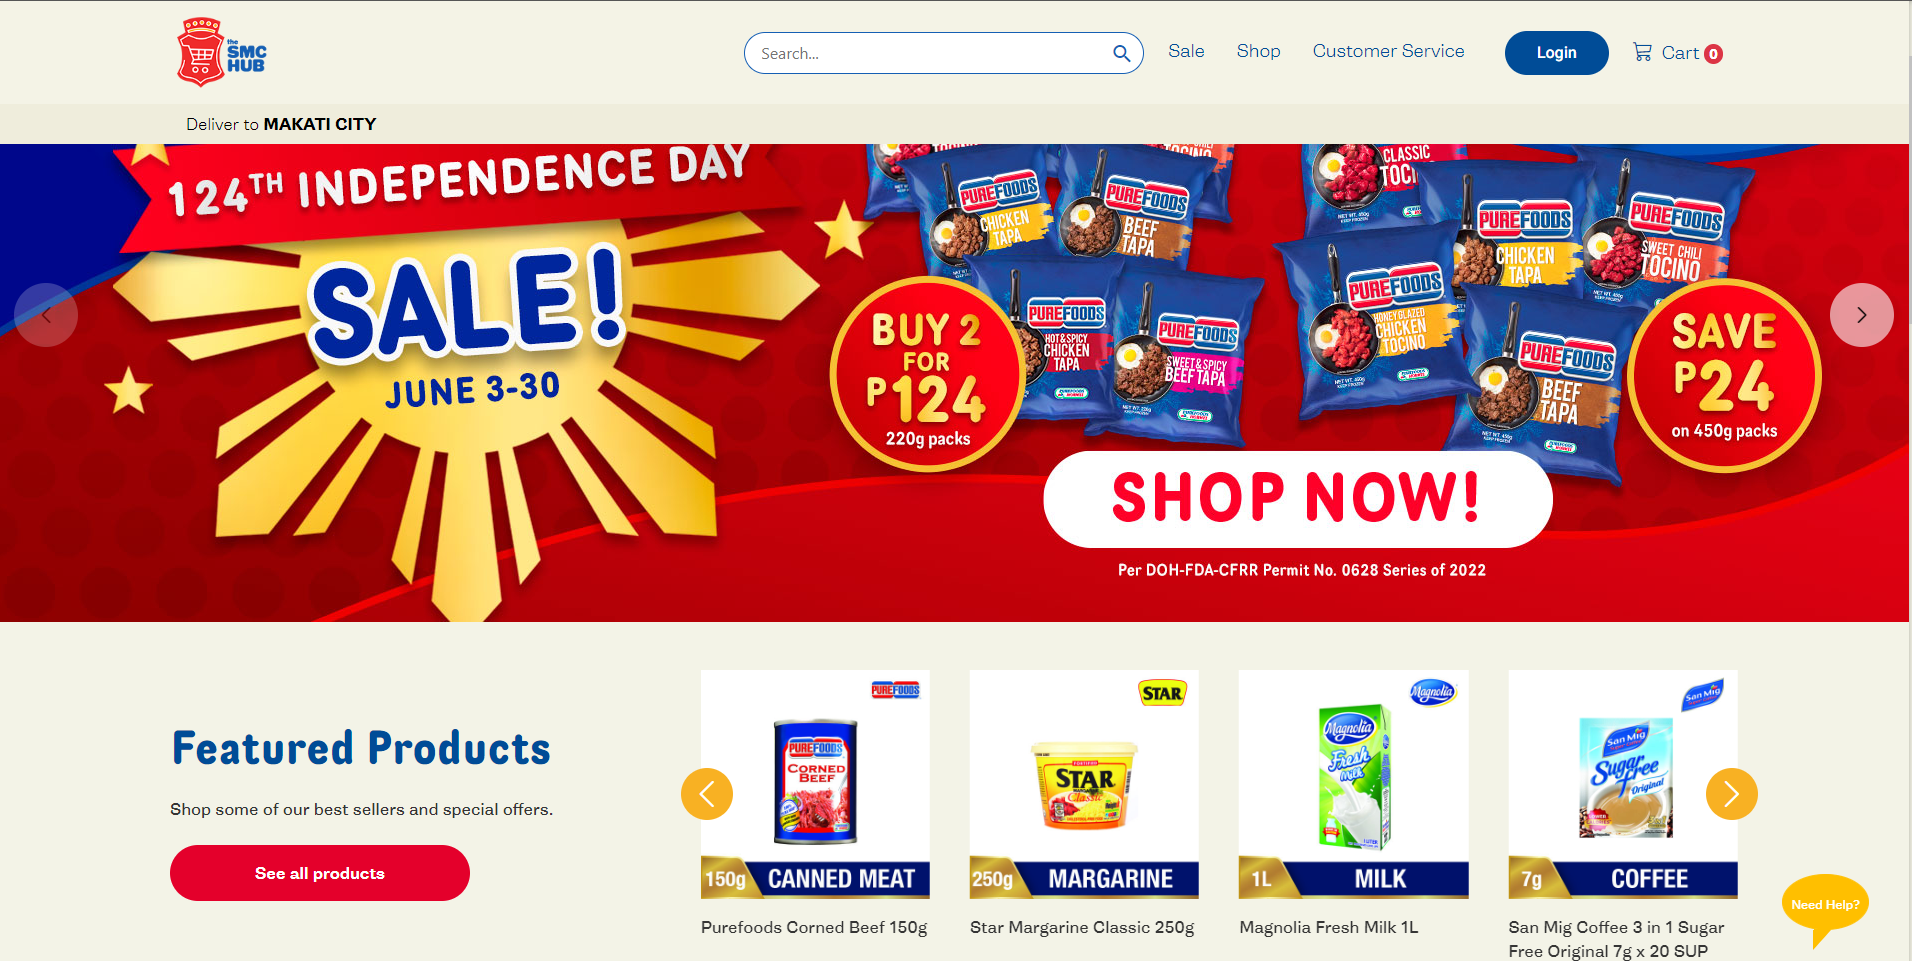 the
SMC
HUB
Search...
Sale
Shop
Customer Service
Login
Cart 0
Deliver to MAKATI CITY
124TH INDEPENDENCE DAY
SALE!
JUNE 3-30
PUREFOODS
CHICKEN
TAPA
PUREFOODS
BEEF
TAPA
PUREFOODS
HOT & SPICY
CHICKEN
TAPA
PUREFOODS
SWEET & SPICY
BEEF TAPA
BUY 2
FOR
P124
220g packs
CLASSIC
PUREFOODS
CHICKEN
TAPA
PUREFOODS
SWEET CHILI
TOCINO
PUREFOODS
HONEY GLAZED
CHICKEN
TOCINO
PUREFOODS
BEEF
TAPA
SAVE
P24
on 450g packs
SHOP NOW!
Per DOH-FDA-CFRR Permit No. 0628 Series of 2022
Featured Products
Shop some of our best sellers and special offers.
See all products
PUREFOODS
PUREFOODS
CORNED
BEEF
150g CANNED MEAT
Purefoods Corned Beef 150g
STAR
STAR
MARGARINE
Classic
250g MARGARINE
Star Margarine Classic 250g
Magnolia
Magnolia
Fresh
Milk
1L MILK
Magnolia Fresh Milk 1L
San Mig
San Mig
Sugar
free
Original
7g COFFEE
San Mig Coffee 3 in 1 Sugar
Free Original 7g x 20 SUP
Need Help?